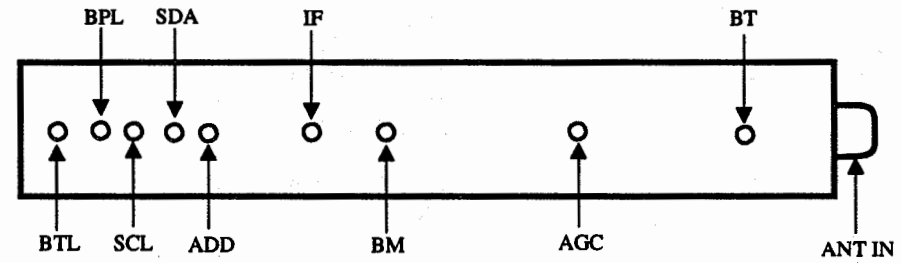 BPL SDA IF BT
BTL SCL ADD BM AGC ANT IN